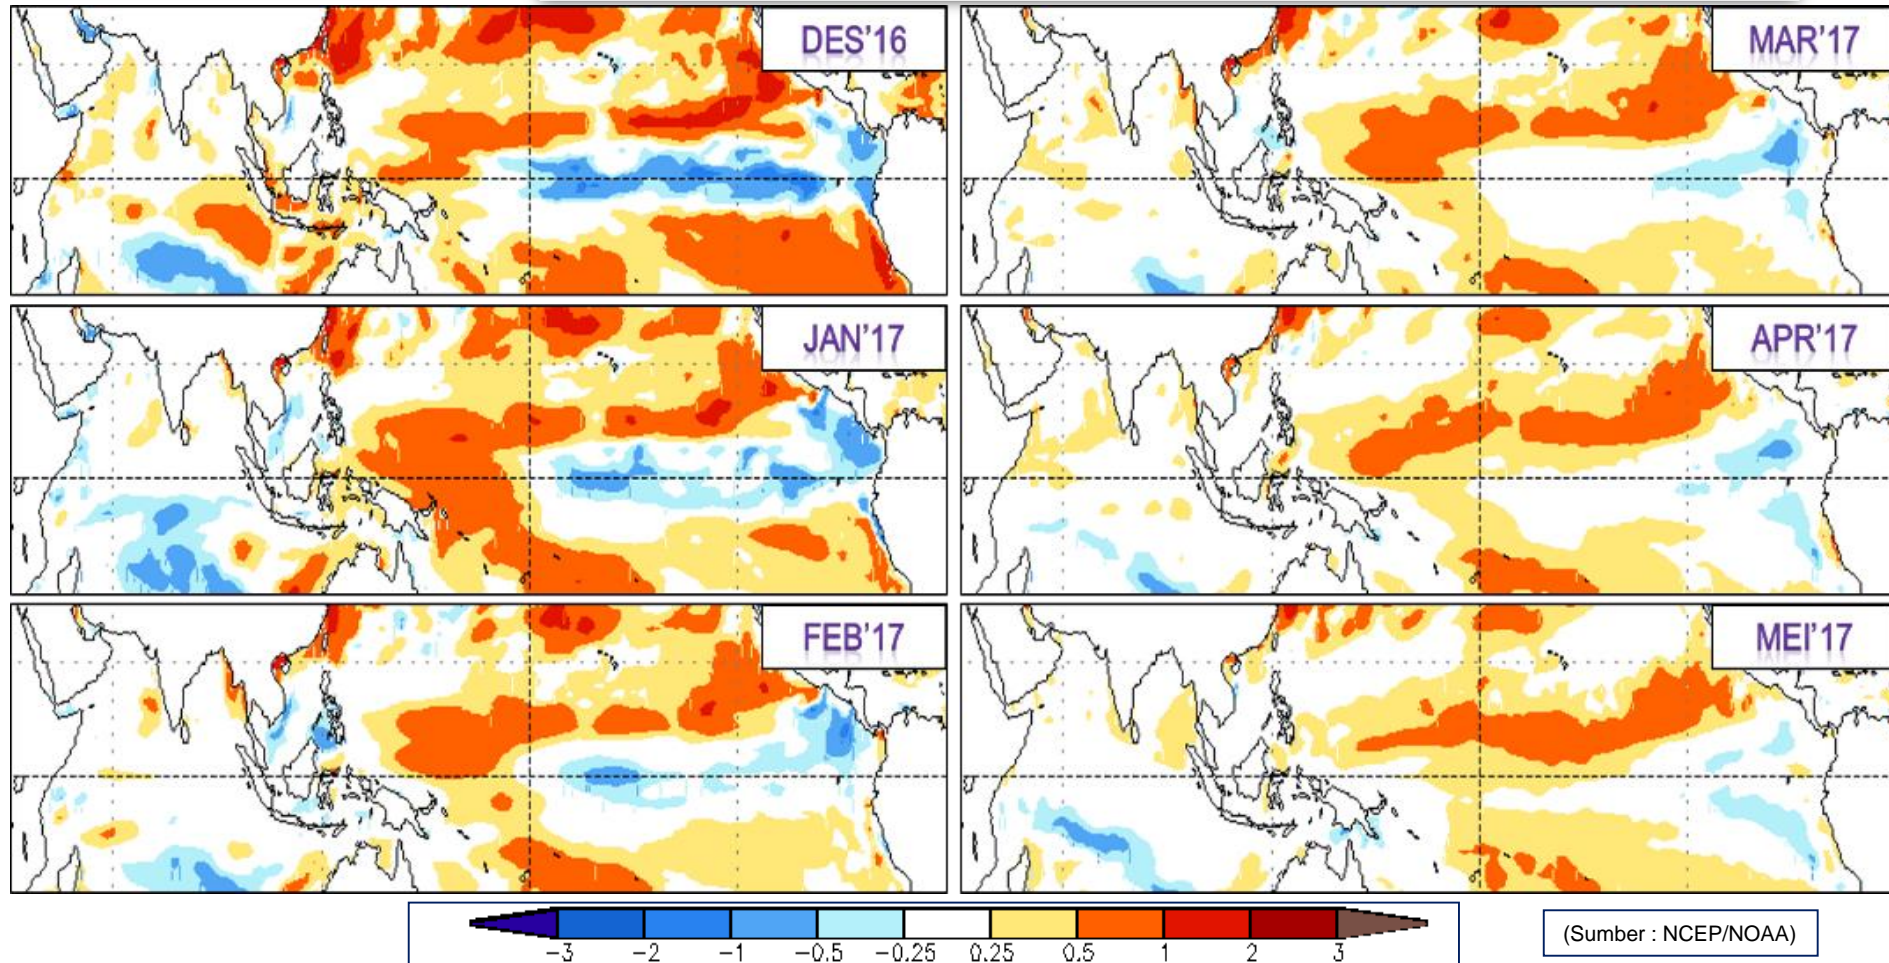 DES'16
MAR'17
JAN'17
APR'17
FEB'17
MEI'17
-3 -2 -1 -0.5 -0.25 0.25 0.5 1 2 3
(Sumber : NCEP/NOAA)